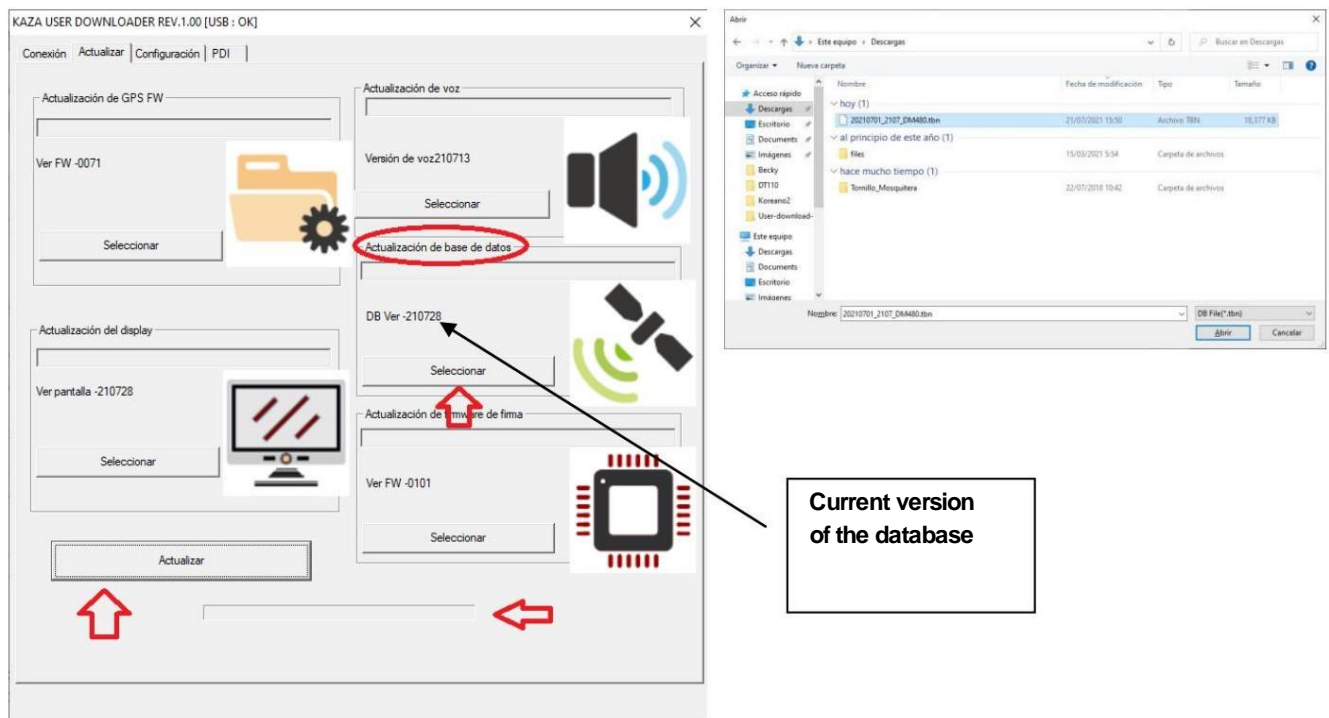 KAZA USER DOWNLOADER REV.1.00 [USB : OK]
Conexión Actualizar Configuración PDI
Actualización de GPS FW
Ver FW -0071
Seleccionar
Actualización del display
Ver pantalla -210728
Seleccionar
Actualizar
Actualización de voz
Versión de voz210713
Seleccionar
Actualización de base de datos
DB Ver -210728
Seleccionar
Actualización de firmware de firma
Ver FW -0101
Seleccionar
Abrir
Este equipo › Descargas
Buscar en Descargas
Organizar Nueva carpeta
Acceso rápido
Descargas
Escritorio
Documents
Imágenes
Becky
DT110
Koreano2
User-download-
Este equipo
Descargas
Documents
Escritorio
Imágenes
Nombre Fecha de modificación Tipo Tamaño
hoy (1)
20210701_2107_DM480.tbn 21/07/2021 15:50 Archivo TBN 18,377 KB
al principio de este año (1)
files 15/03/2021 5:54 Carpeta de archivos
hace mucho tiempo (1)
Tornillo_Mosquitera 22/07/2018 10:42 Carpeta de archivos
Nombre: 20210701_2107_DM480.tbn DB File(*.tbn)
Abrir Cancelar
Current version
of the database